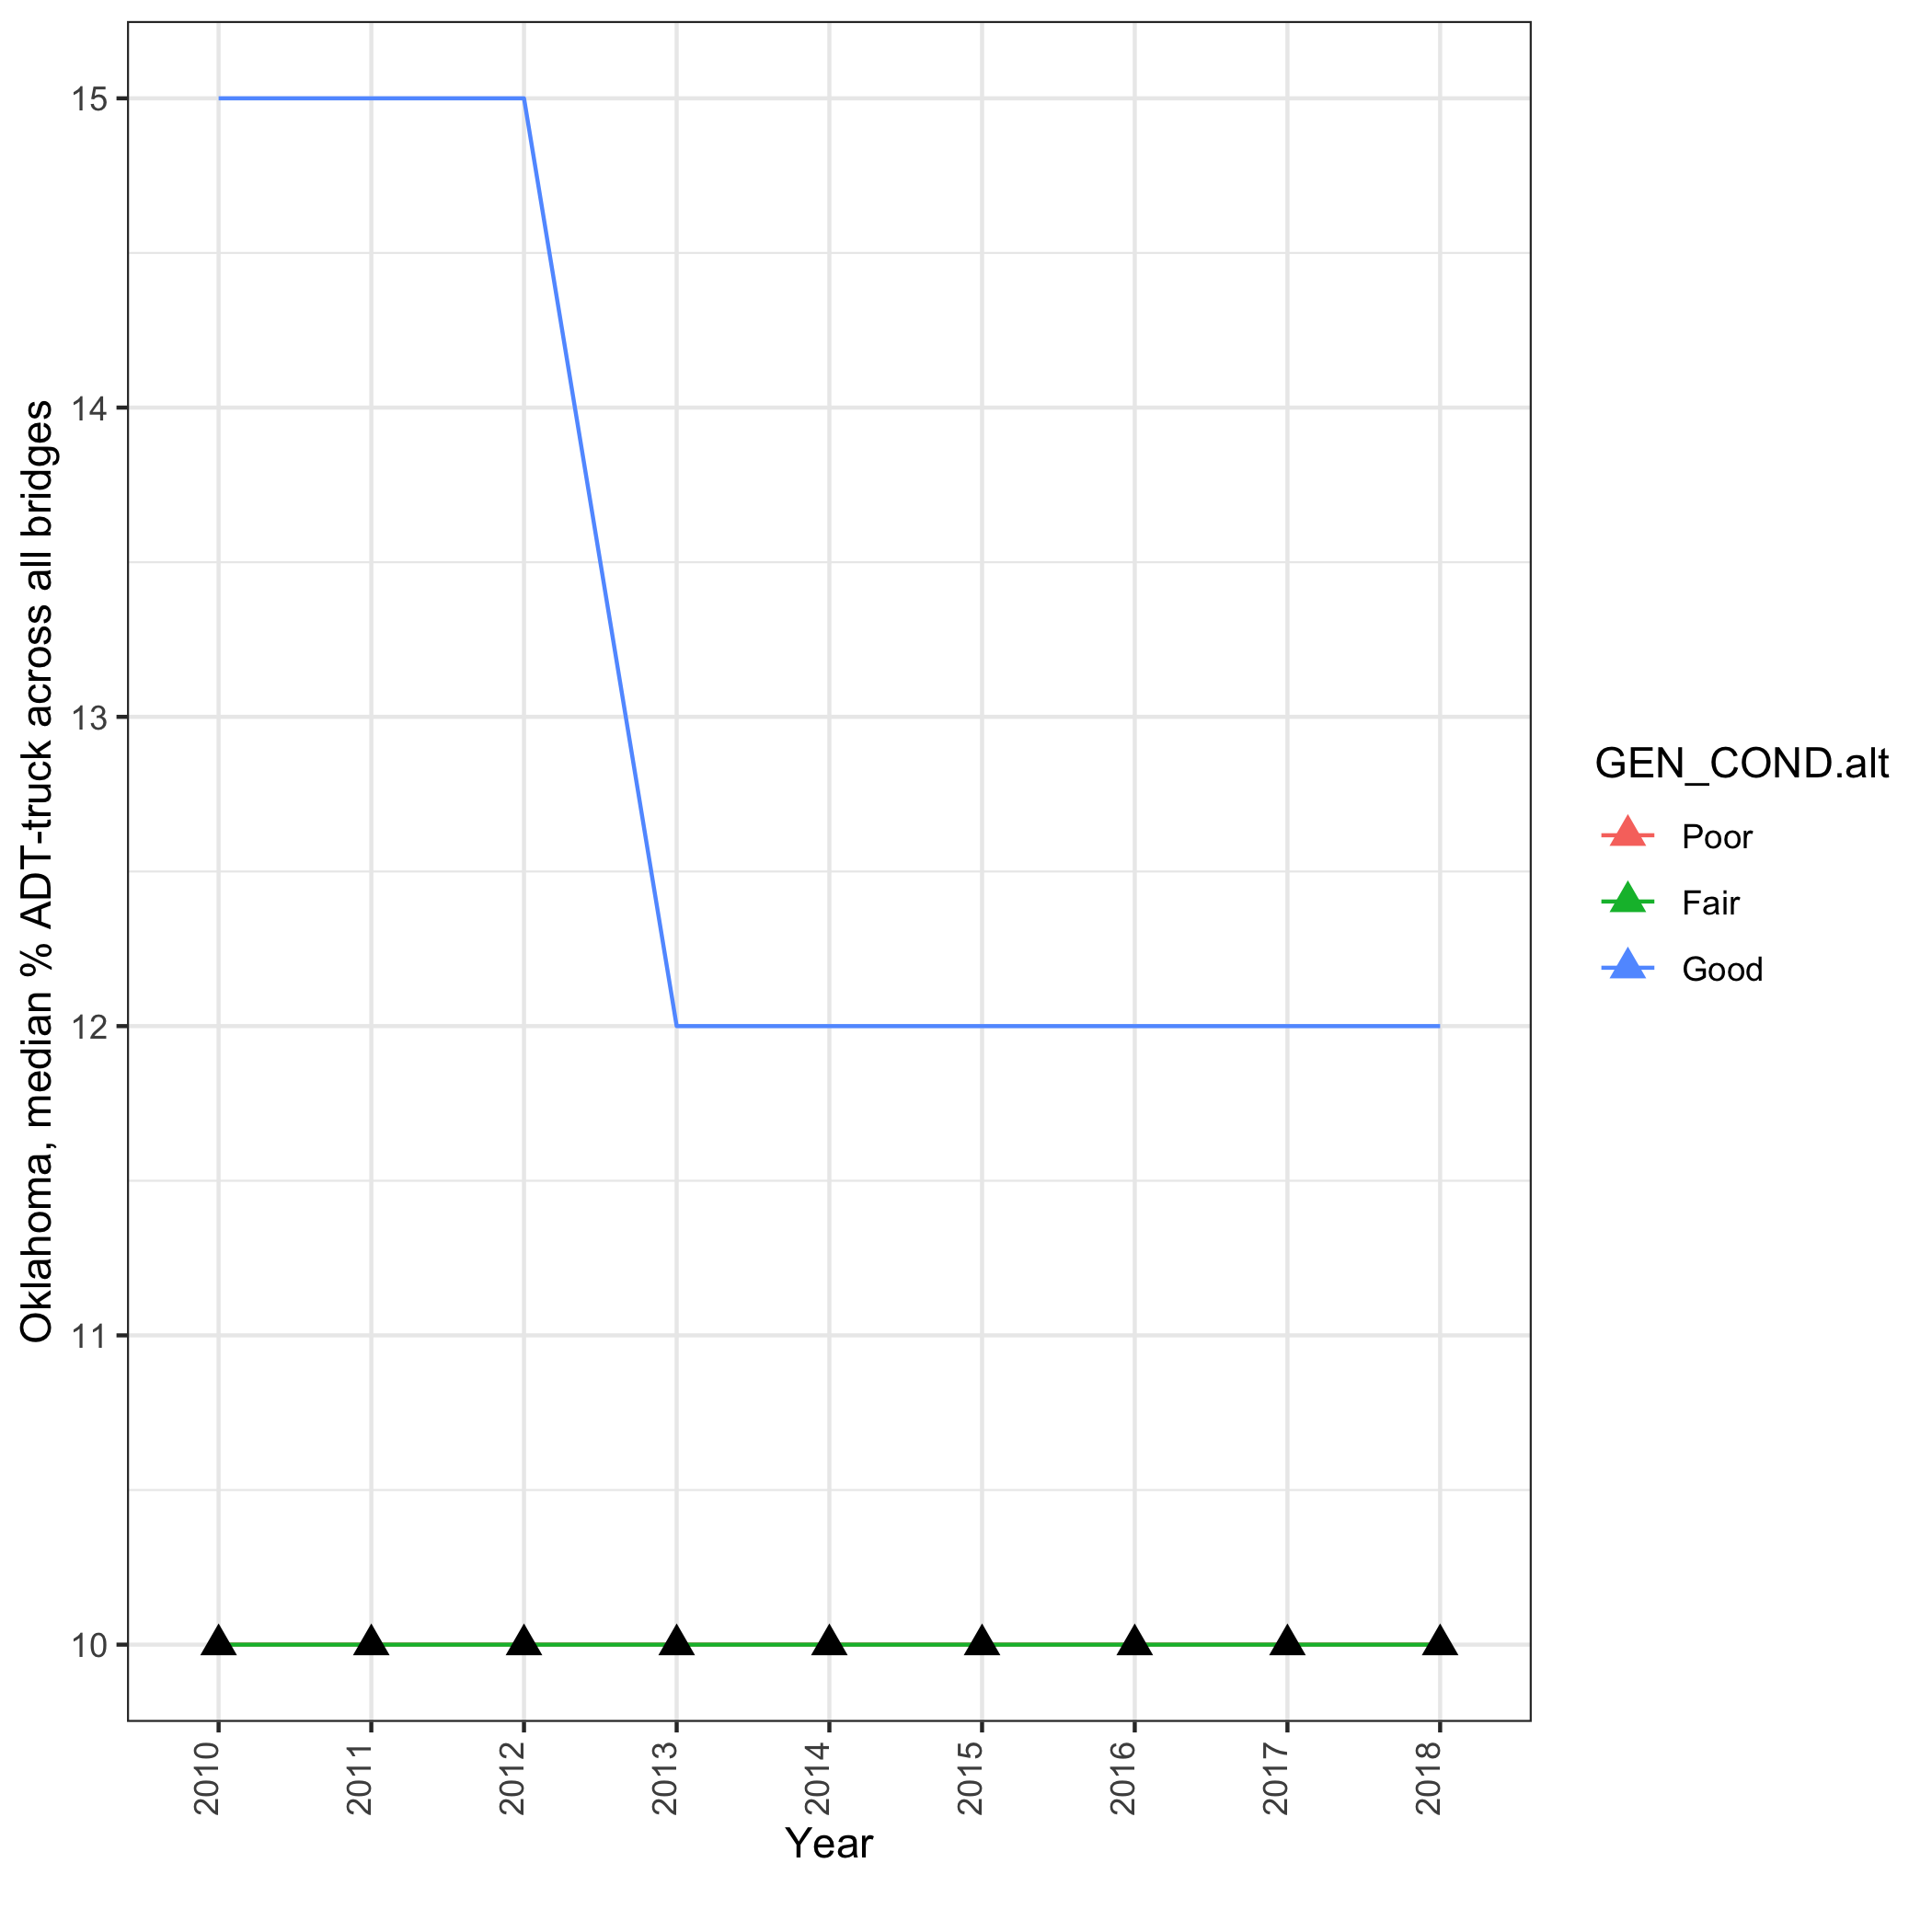 Oklahoma, median % ADT-truck across all bridges
15
14
13
12
11
10
2010
2011
2012
2013
2014
2015
2016
2017
2018
Year
GEN_COND.alt
Poor
Fair
Good